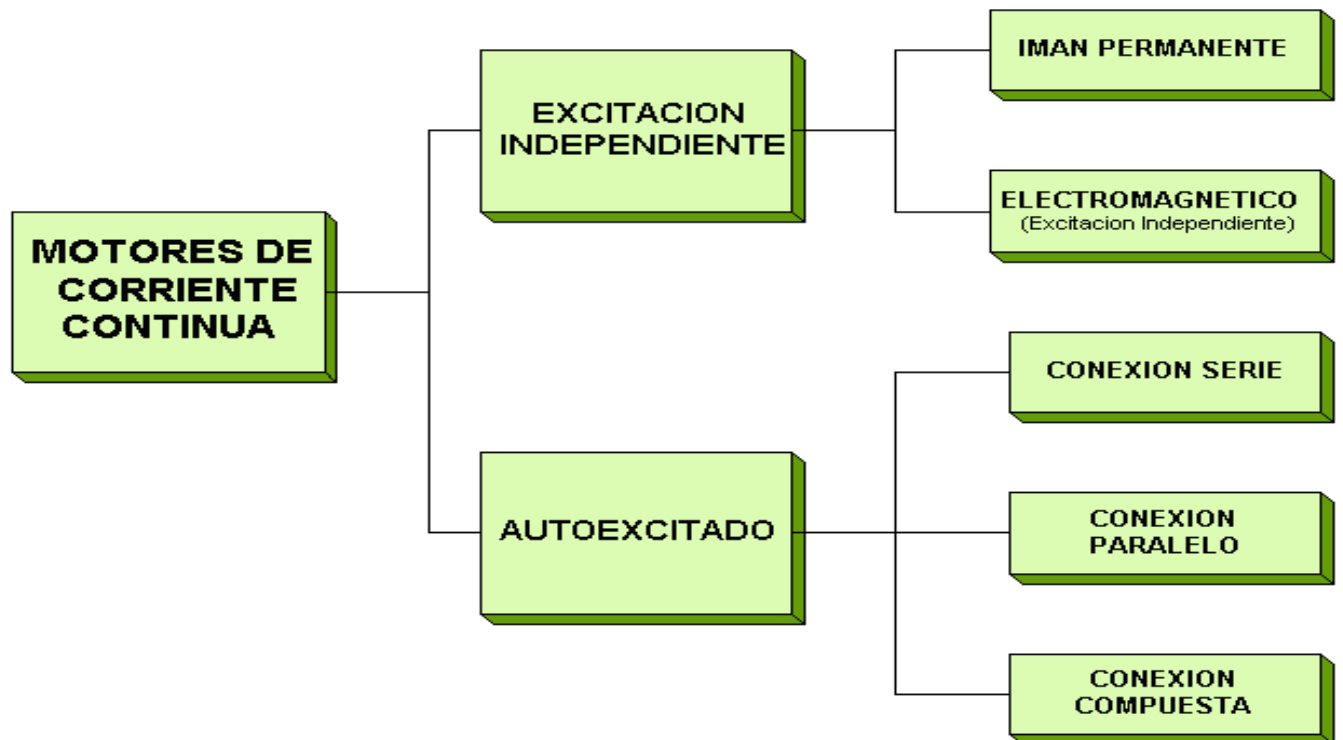 MOTORES DE
CORRIENTE
CONTINUA
EXCITACION
INDEPENDIENTE
IMAN PERMANENTE
ELECTROMAGNETICO
(Excitacion Independiente)
AUTOEXCITADO
CONEXION SERIE
CONEXION
PARALELO
CONEXION
COMPUESTA